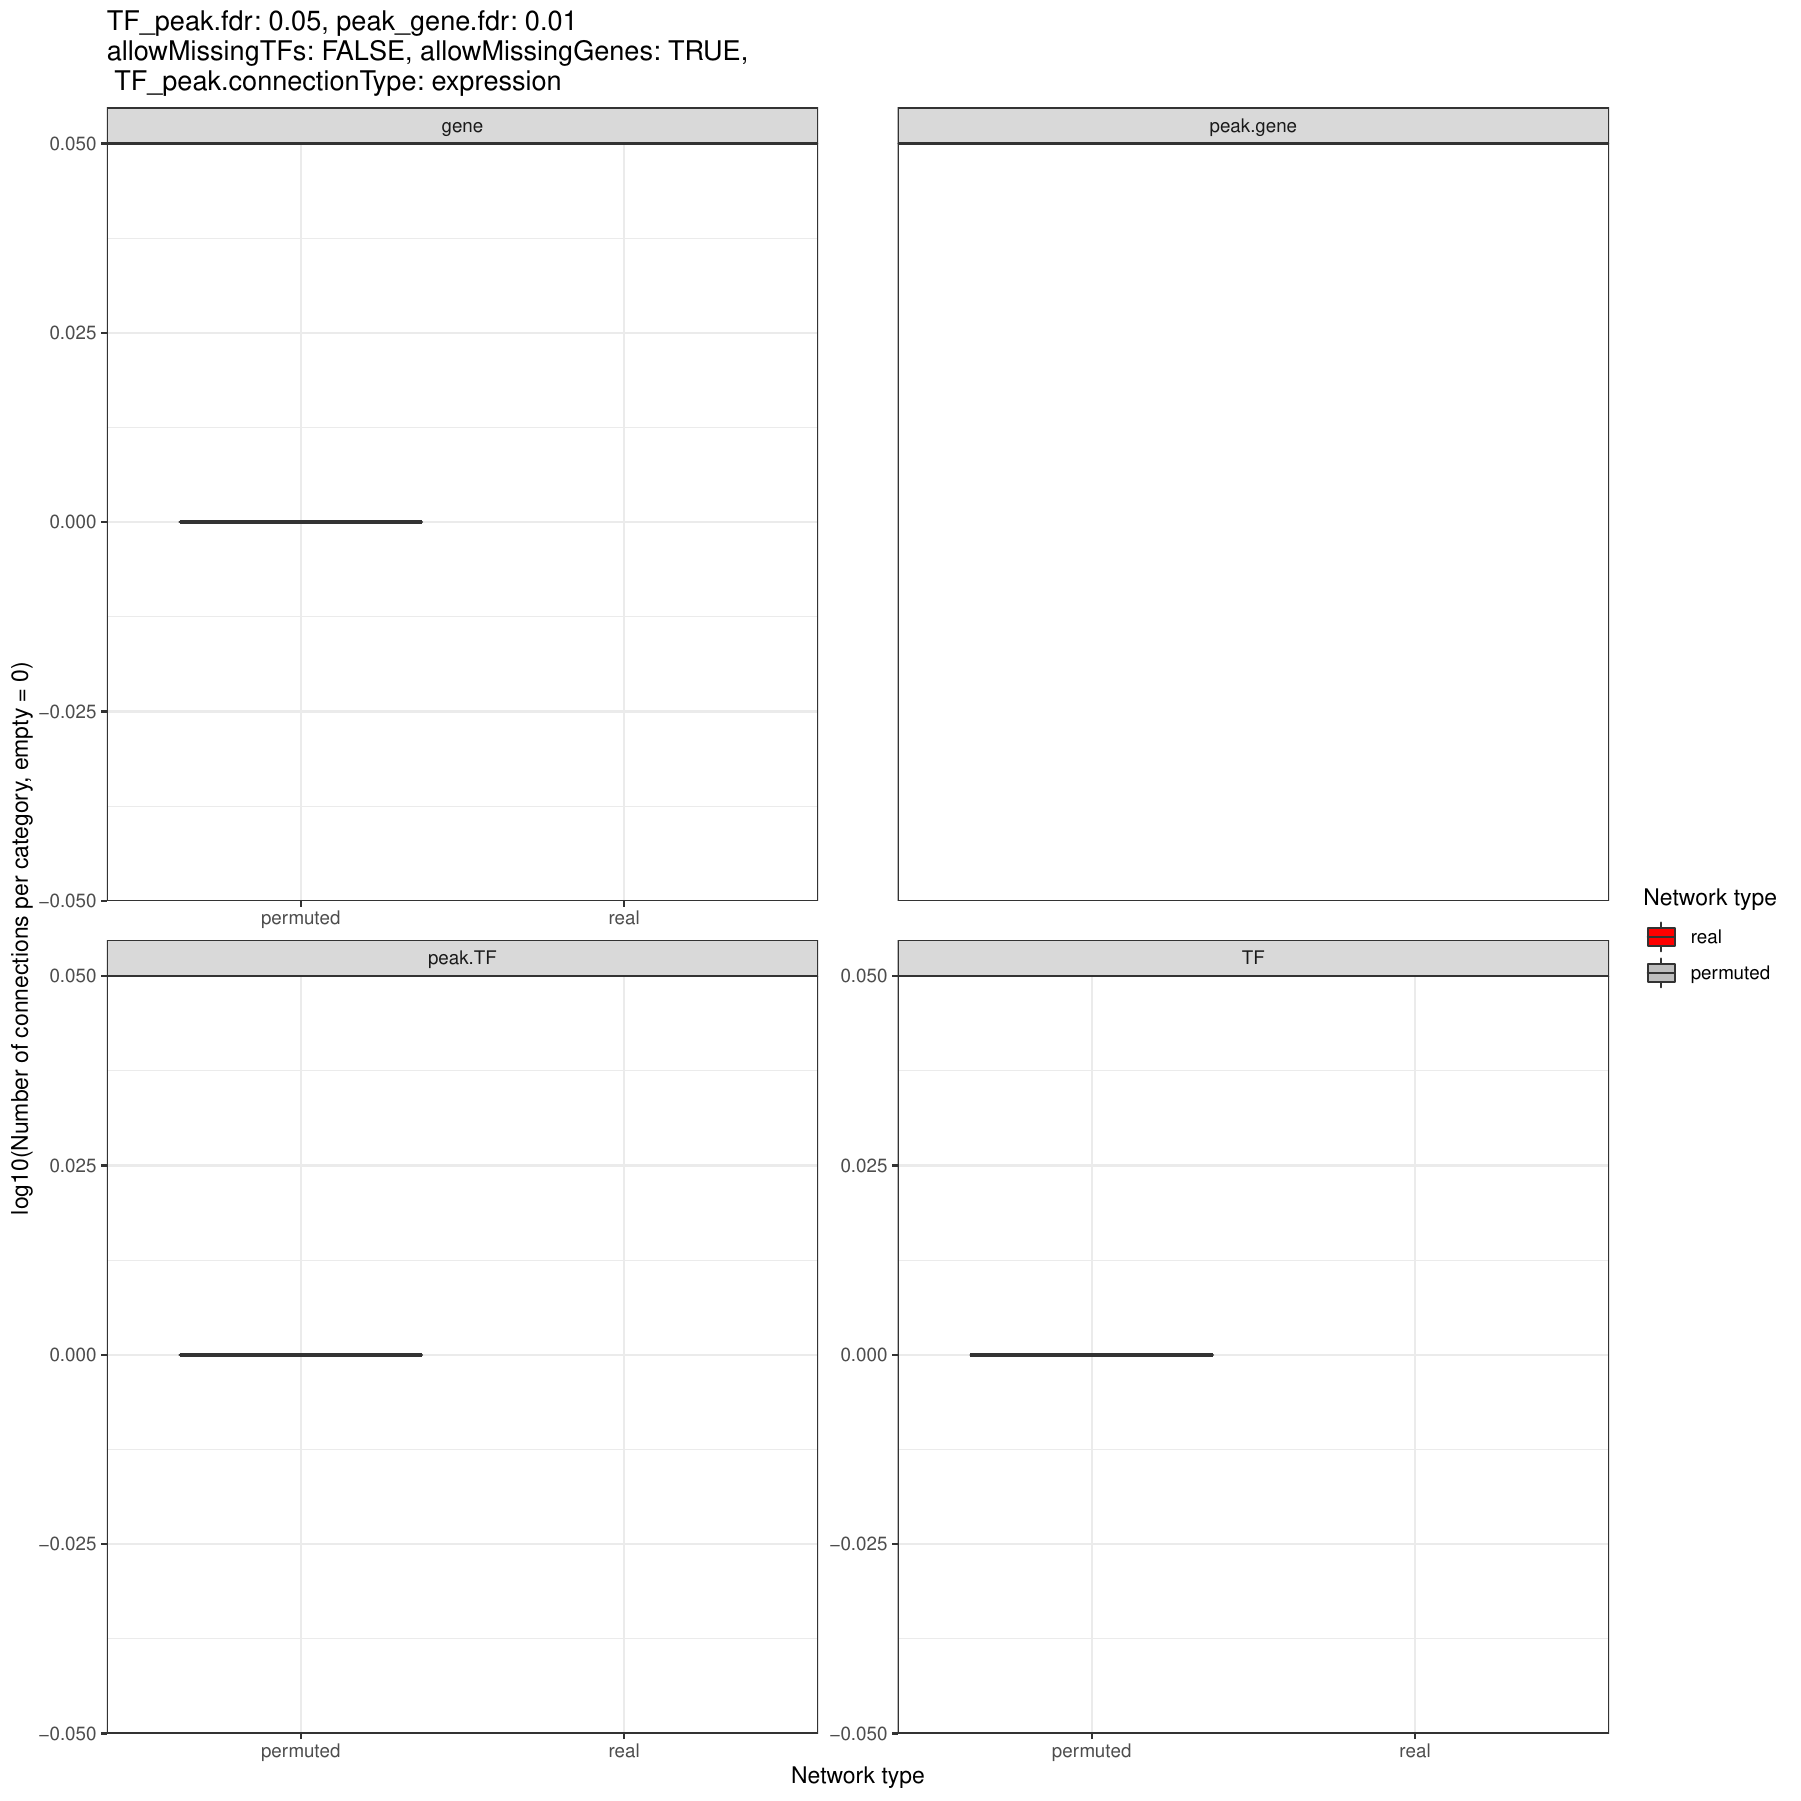 TF_peak.fdr: 0.05, peak_gene.fdr: 0.01
allowMissingTFs: FALSE, allowMissingGenes: TRUE,
TF_peak.connectionType: expression
gene
peak.gene
0.050
0.025
0.000
−0.025
−0.050
permuted
real
peak.TF
TF
0.050
0.025
0.000
−0.025
−0.050
permuted
real
0.050
0.025
0.000
−0.025
−0.050
permuted
real
Network type
log10(Number of connections per category, empty = 0)
Network type
real
permuted